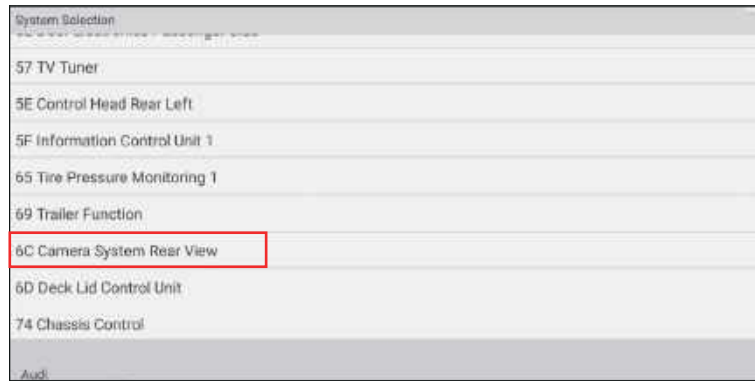 System Selection
57 TV Tuner
5E Control Head Rear Left
5F Information Control Unit 1
65 Tire Pressure Monitoring 1
69 Trailer Function
6C Camera System Rear View
6D Deck Lid Control Unit
74 Chassis Control
Audi